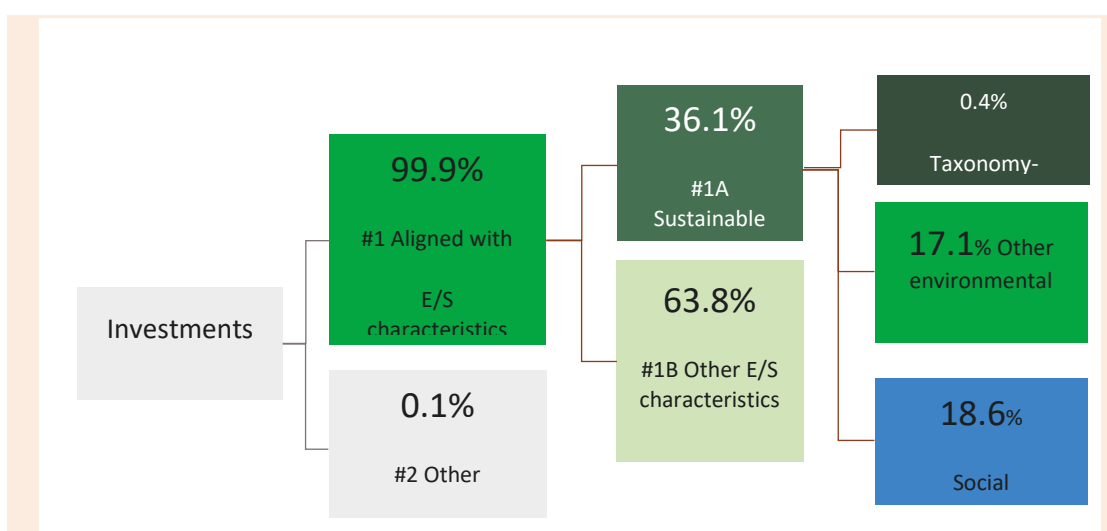 Investments
99.9%
#1 Aligned with
E/S
characteristics
0.1%
#2 Other
36.1%
#1A
Sustainable
63.8%
#1B Other E/S
characteristics
0.4%
Taxonomy-
17.1% Other
environmental
18.6%
Social